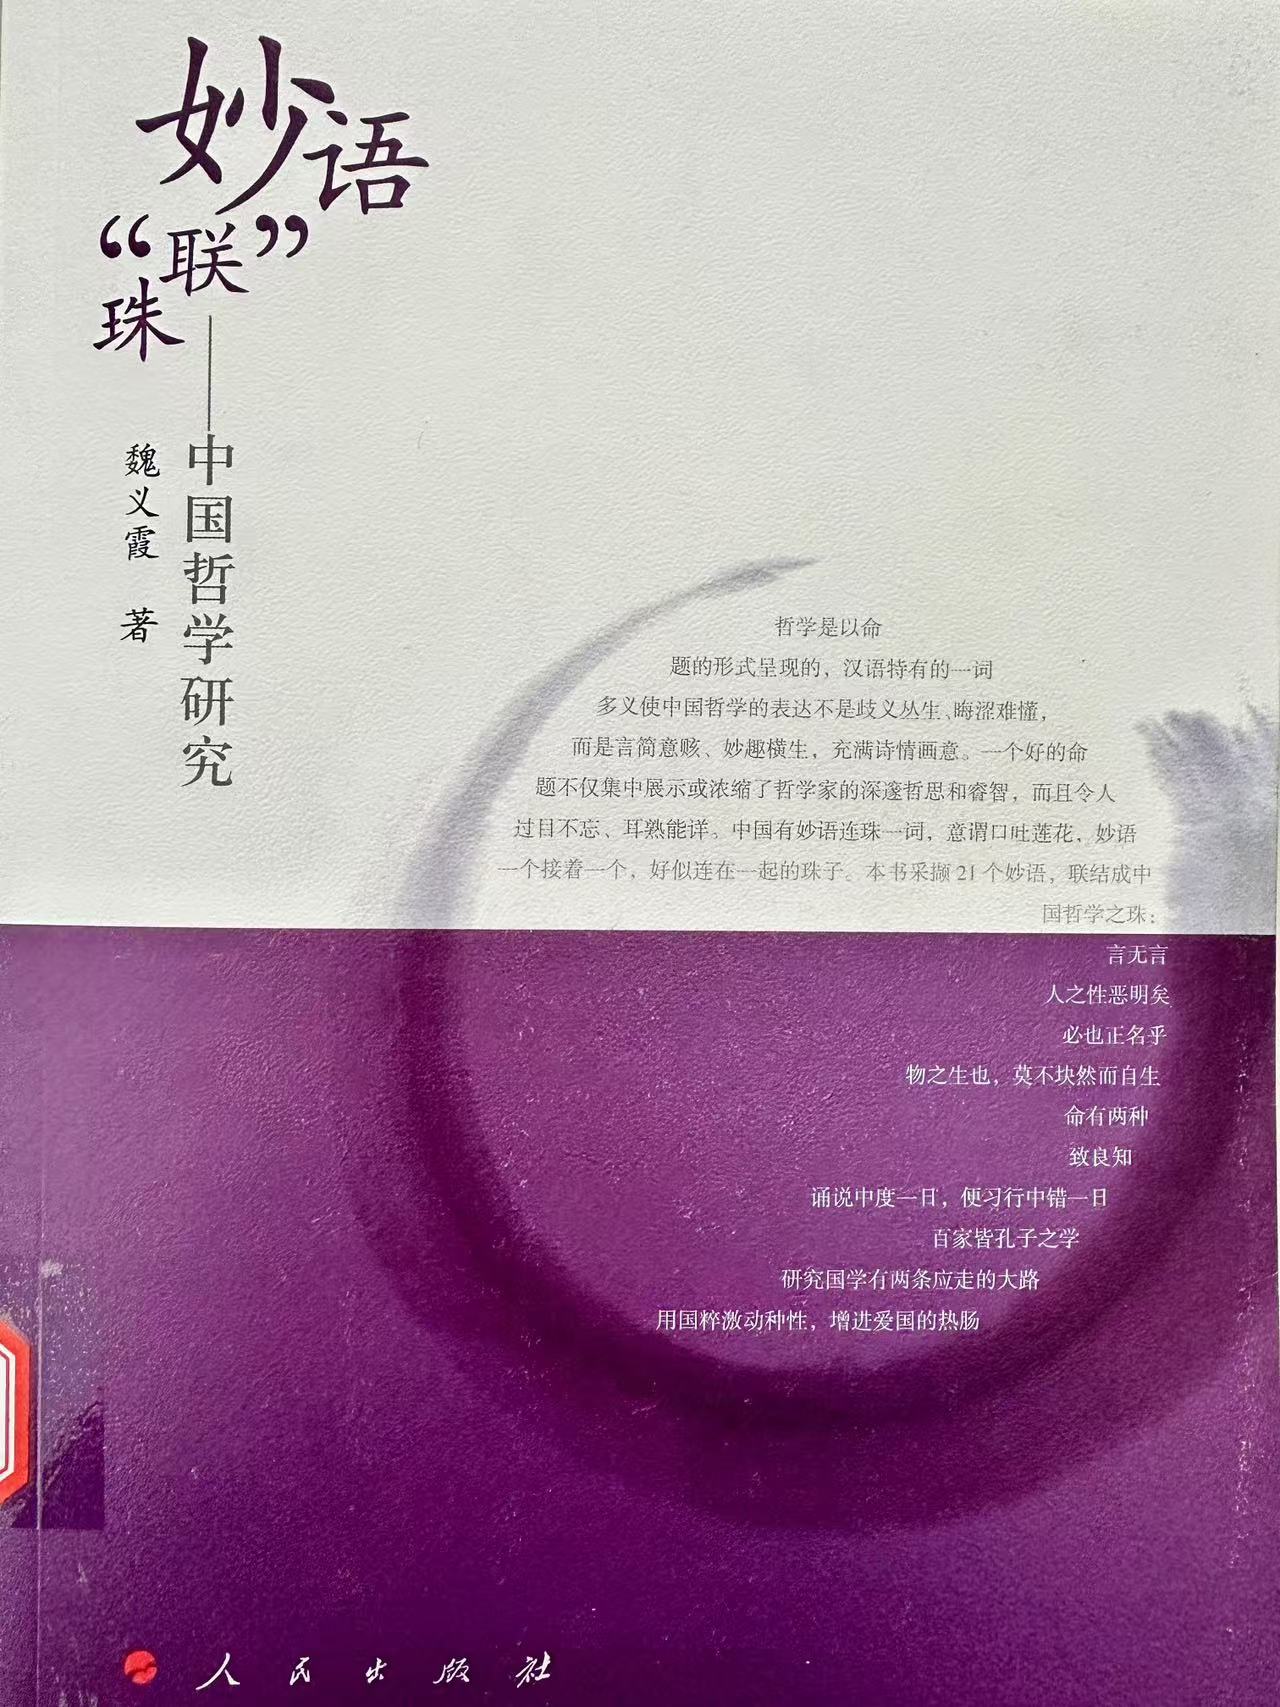 妙语
“联”
珠
——中国哲学研究
魏义霞 著
哲学是以命
题的形式呈现的，汉语特有的一词
多义使中国哲学的表达不是歧义丛生、晦涩难懂，
而是言简意赅、妙趣横生，充满诗情画意。一个好的命
题不仅集中展示或浓缩了哲学家的深邃哲思和睿智，而且令人
过目不忘、耳熟能详。中国有妙语连珠一词，意谓口吐莲花，妙语
一个接着一个，好似连在一起的珠子。本书采撷21个妙语，联结成中
国哲学之珠：
言无言
人之性恶明矣
必也正名乎
物之生也，莫不块然而自生
命有两种
致良知
诵说中度一日，便习行中错一日
百家皆孔子之学
研究国学有两条应走的大路
用国粹激动种性，增进爱国的热肠
人民出版社